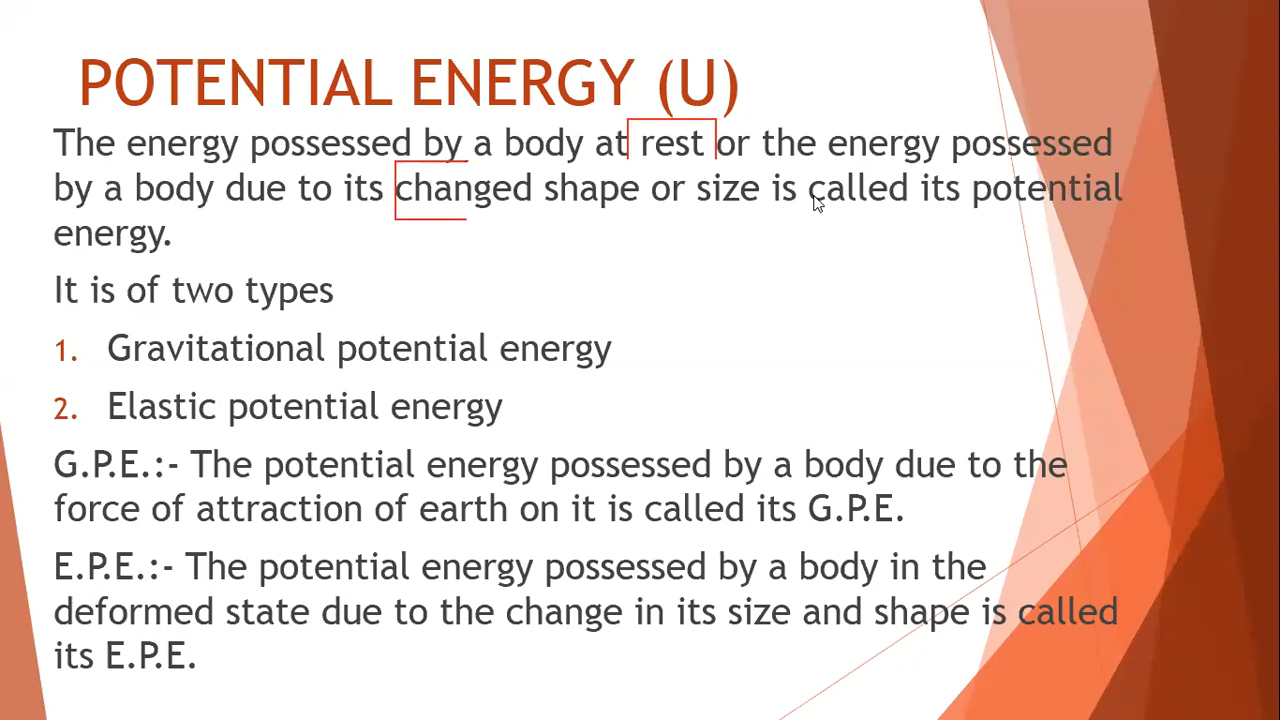 POTENTIAL ENERGY (U)
The energy possessed by a body at rest or the energy possessed
by a body due to its changed shape or size is called its potential
energy.
It is of two types
1. Gravitational potential energy
2. Elastic potential energy
G.P.E.:- The potential energy possessed by a body due to the
force of attraction of earth on it is called its G.P.E.
E.P.E.:- The potential energy possessed by a body in the
deformed state due to the change in its size and shape is called
its E.P.E.